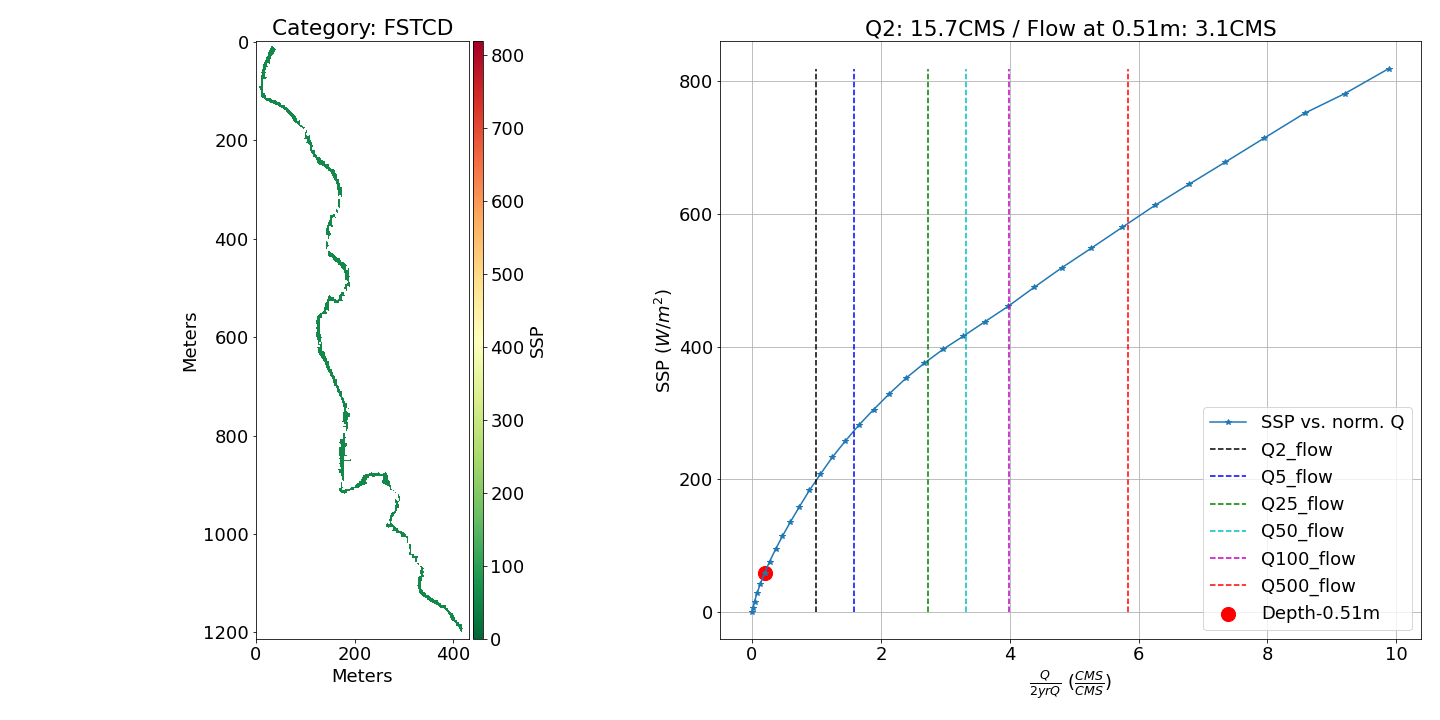 Category: FSTCD
0
200
400
600
800
1000
1200
Meters
0
200
400
Meters
800
700
600
500
400
300
200
100
0
SSP
Q2: 15.7CMS / Flow at 0.51m: 3.1CMS
800
600
400
200
0
SSP (W/m²)
0 2 4 6 8 10
Q/2yrQ (CMS/CMS)
SSP vs. norm. Q
Q2_flow
Q5_flow
Q25_flow
Q50_flow
Q100_flow
Q500_flow
Depth-0.51m